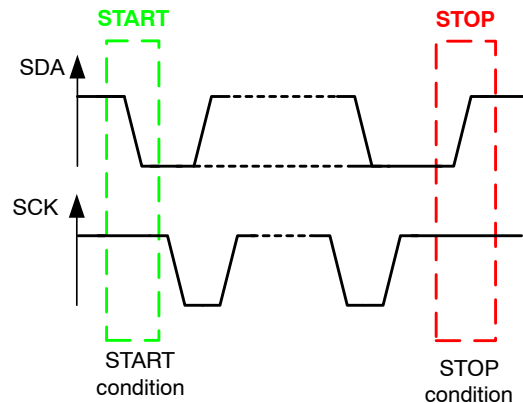 START
STOP
SDA
SCK
START
condition
STOP
condition